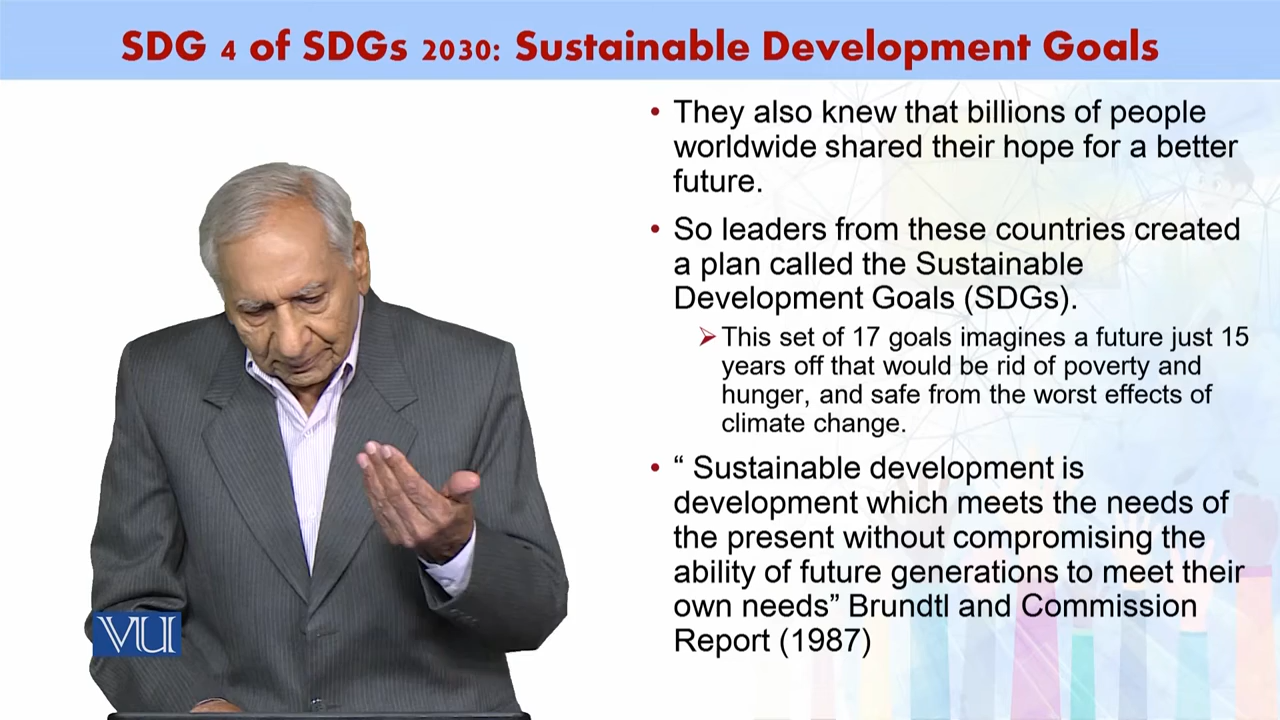 SDG 4 of SDGs 2030: Sustainable Development Goals
• They also knew that billions of people
worldwide shared their hope for a better
future.
• So leaders from these countries created
a plan called the Sustainable
Development Goals (SDGs).
➢ This set of 17 goals imagines a future just 15
years off that would be rid of poverty and
hunger, and safe from the worst effects of
climate change.
• “ Sustainable development is
development which meets the needs of
the present without compromising the
ability of future generations to meet their
own needs” Brundtl and Commission
Report (1987)
VU